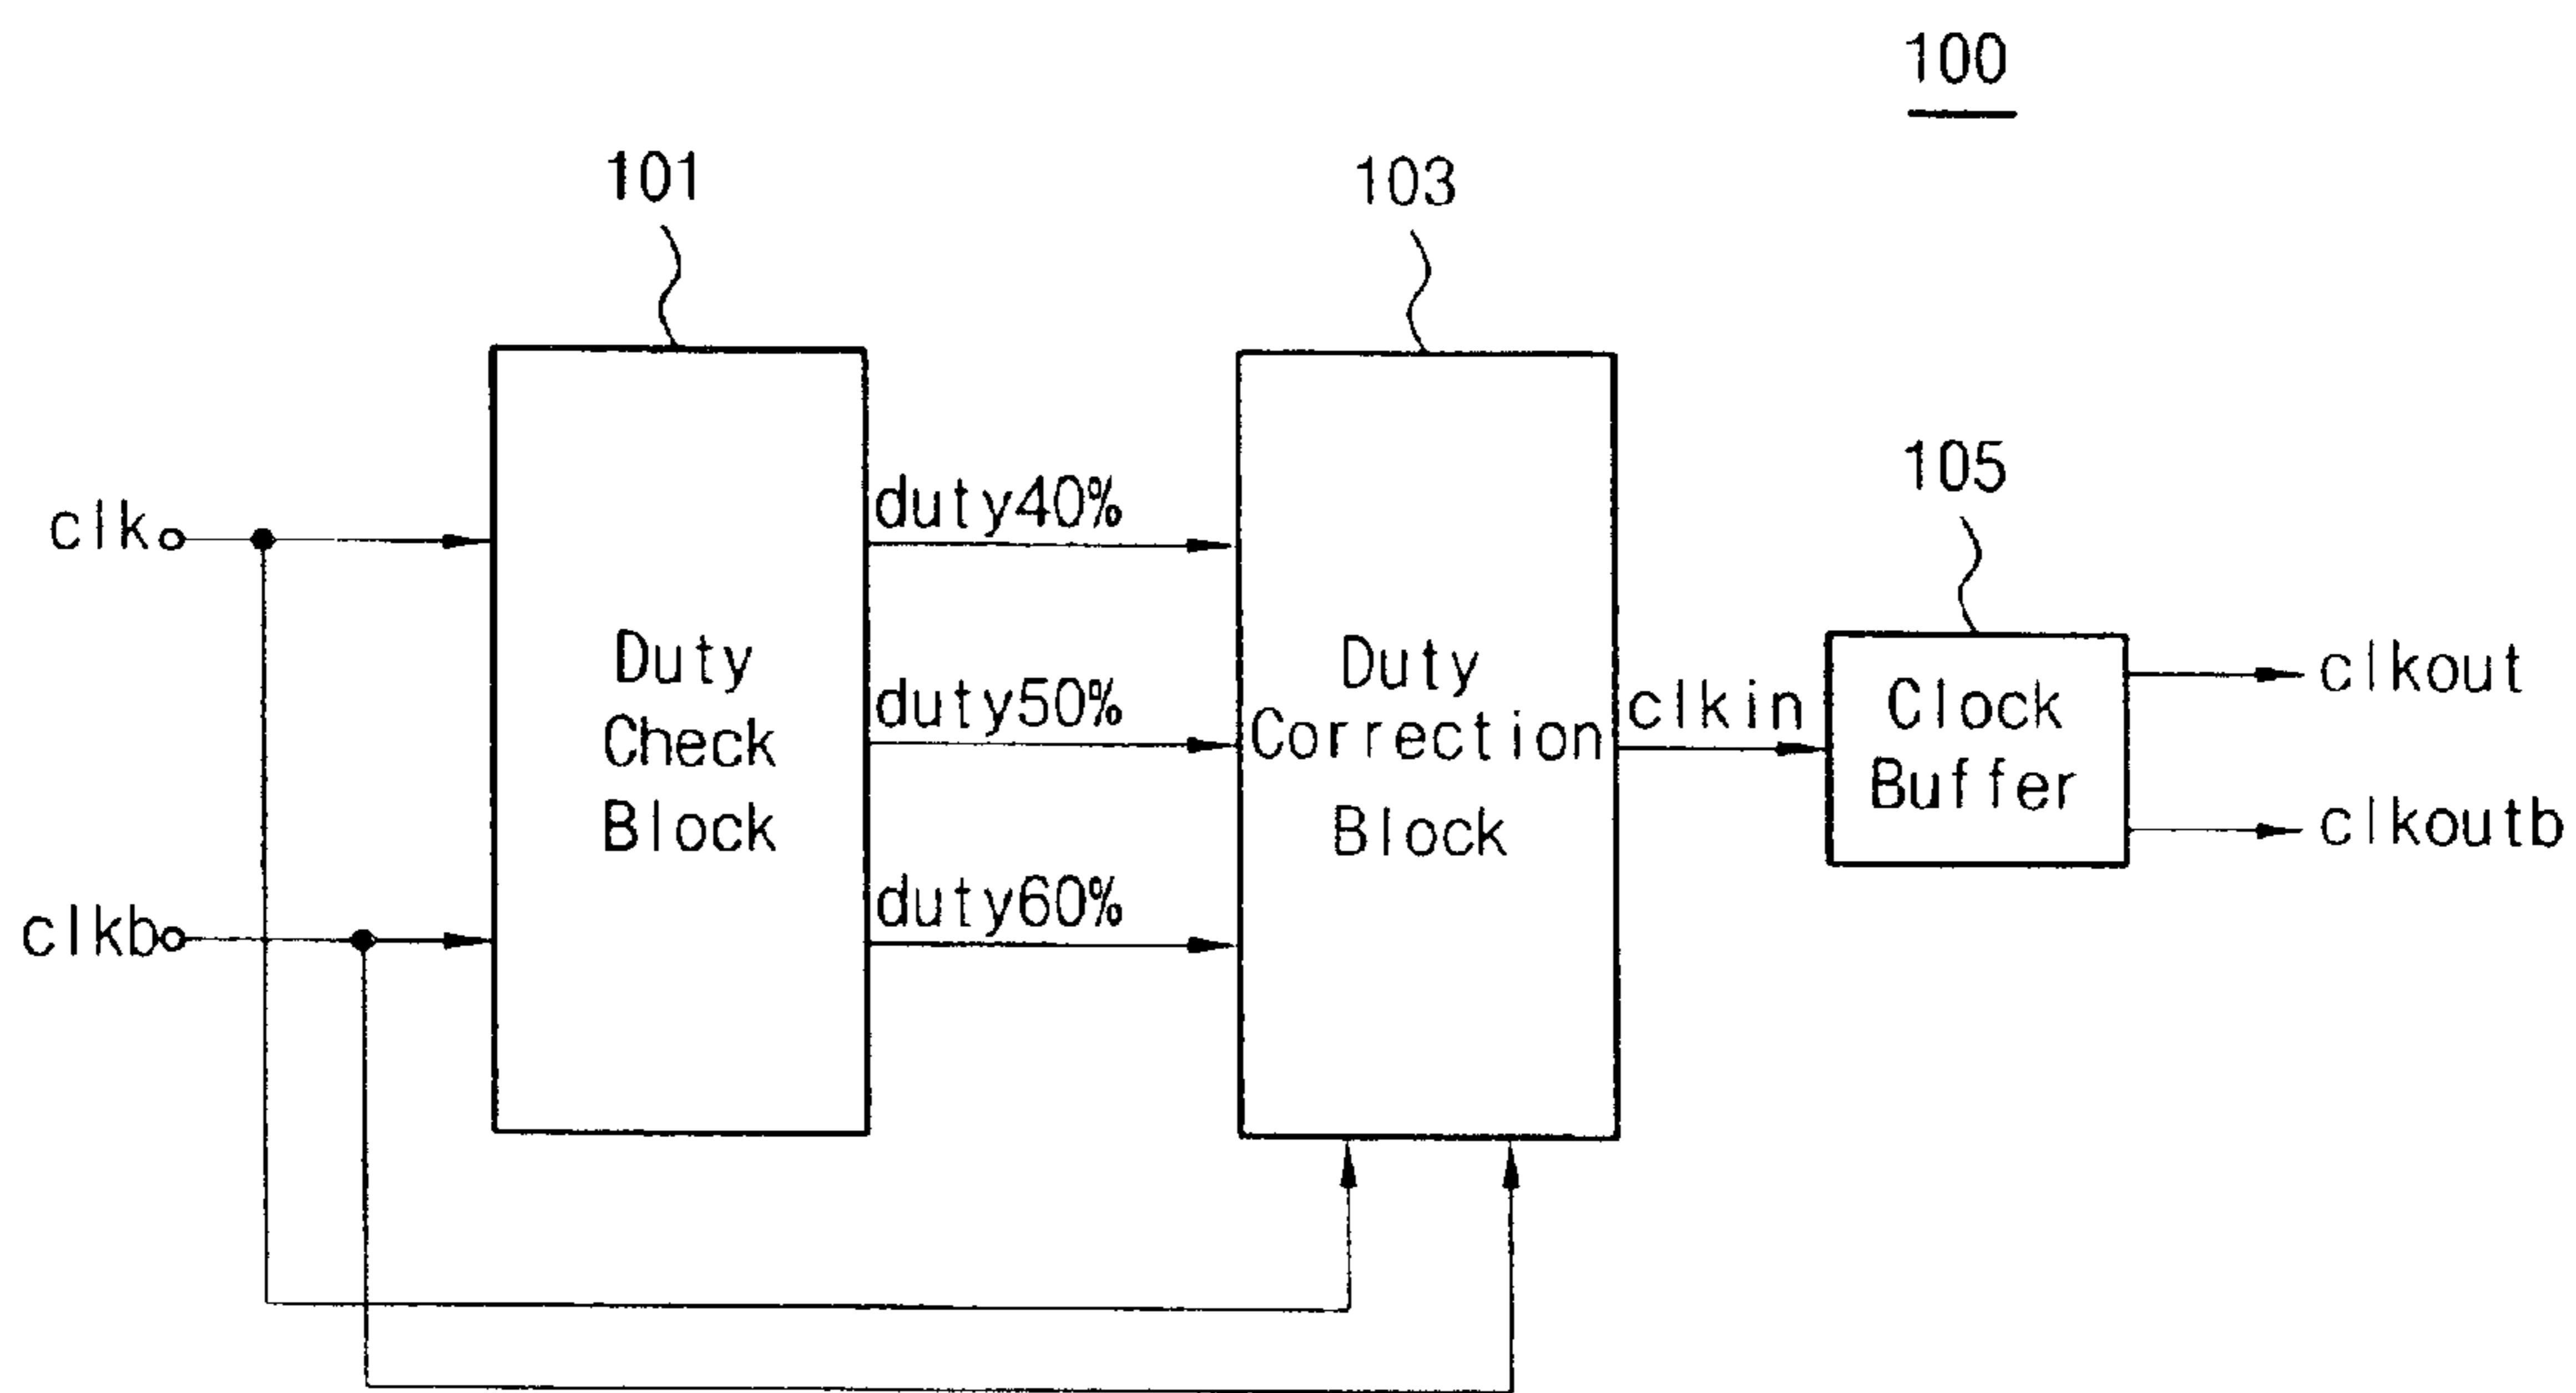 100
101
103
105
clk
clkb
Duty
Check
Block
duty40%
duty50%
duty60%
Duty
Correction
Block
clkin
Clock
Buffer
clkout
clkoutb